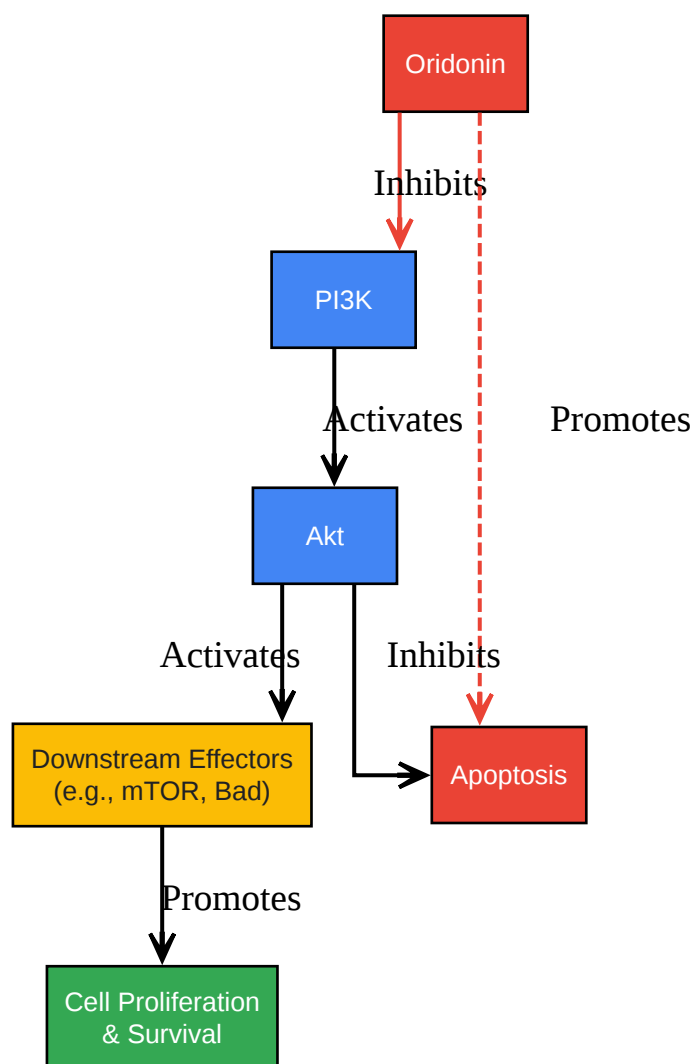 Oridonin
Inhibits
PI3K
Activates
Promotes
Akt
Activates
Inhibits
Downstream Effectors
(e.g., mTOR, Bad)
Apoptosis
Promotes
Cell Proliferation
& Survival